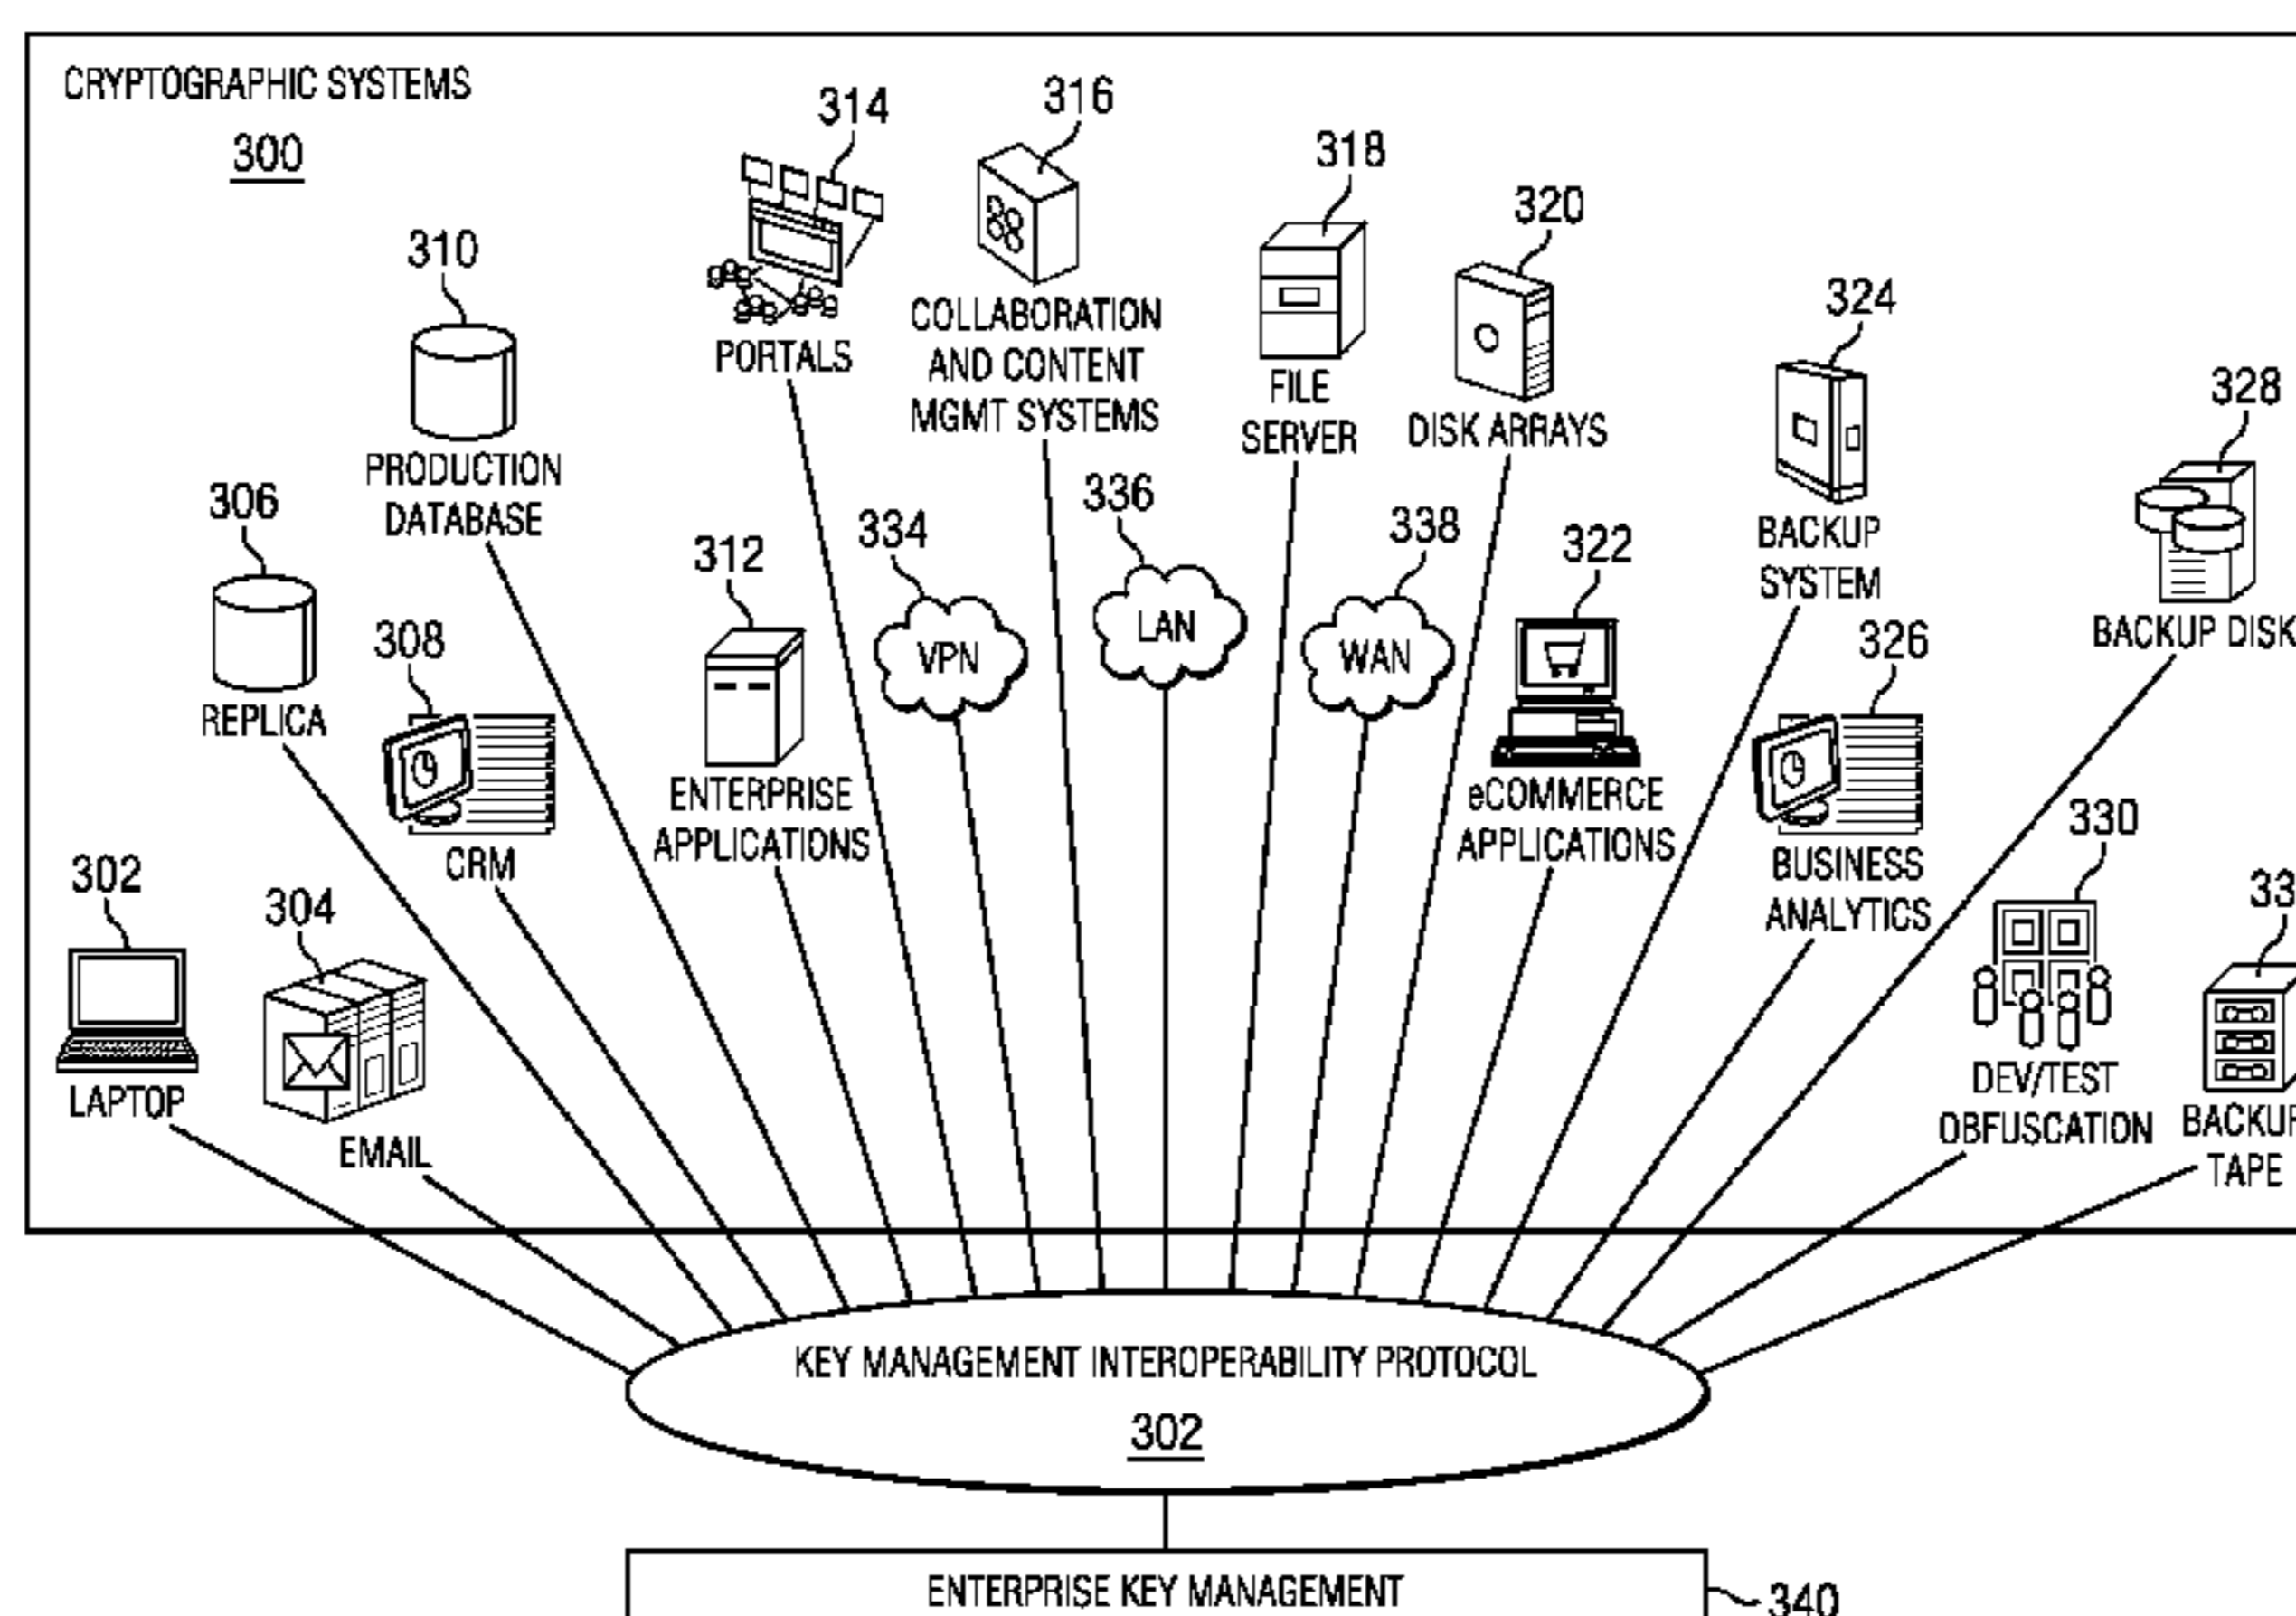 CRYPTOGRAPHIC SYSTEMS
300
314
316
318
320
310
324
328
PORTALS
COLLABORATION
AND CONTENT
MGMT SYSTEMS
FILE
SERVER
DISK ARRAYS
PRODUCTION
DATABASE
306
312
334
336
338
322
BACKUP
SYSTEM
BACKUP DISK
308
VPN
LAN
WAN
326
REPLICA
ENTERPRISE
APPLICATIONS
eCOMMERCE
APPLICATIONS
330
CRM
BUSINESS
ANALYTICS
302
304
33
LAPTOP
EMAIL
DEV/TEST
OBFUSCATION
BACKUP
TAPE
KEY MANAGEMENT INTEROPERABILITY PROTOCOL
302
ENTERPRISE KEY MANAGEMENT
340